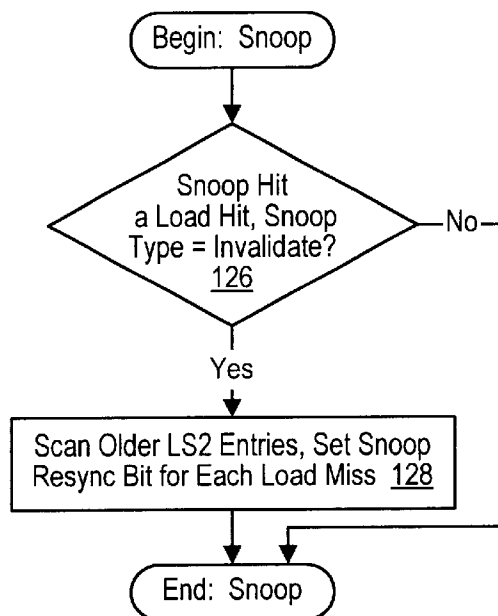 Begin: Snoop
Snoop Hit
a Load Hit, Snoop
Type = Invalidate?
126
No
Yes
Scan Older LS2 Entries, Set Snoop
Resync Bit for Each Load Miss 128
End: Snoop